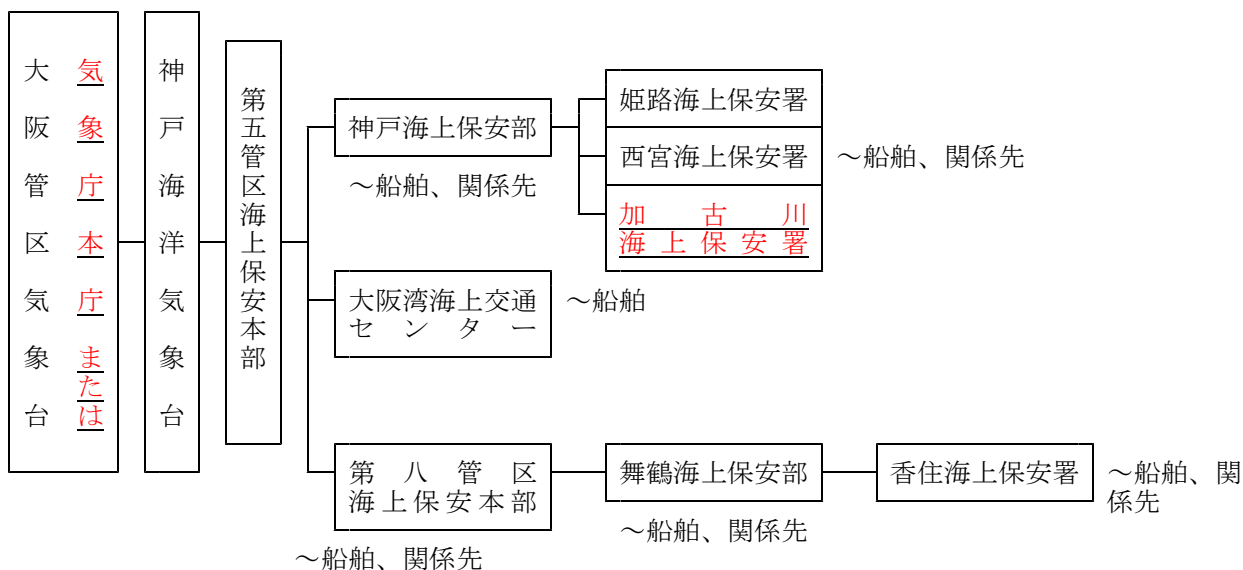 気象庁本庁または
大阪管区気象台
神戸海洋気象台
第五管区海上保安本部
神戸海上保安部
～船舶、関係先
姫路海上保安署
西宮海上保安署
加古川
海上保安署
～船舶、関係先
大阪湾海上交通
センター
～船舶
第八管区
海上保安本部
～船舶、関係先
舞鶴海上保安部
～船舶、関係先
香住海上保安署
～船舶、関
係先